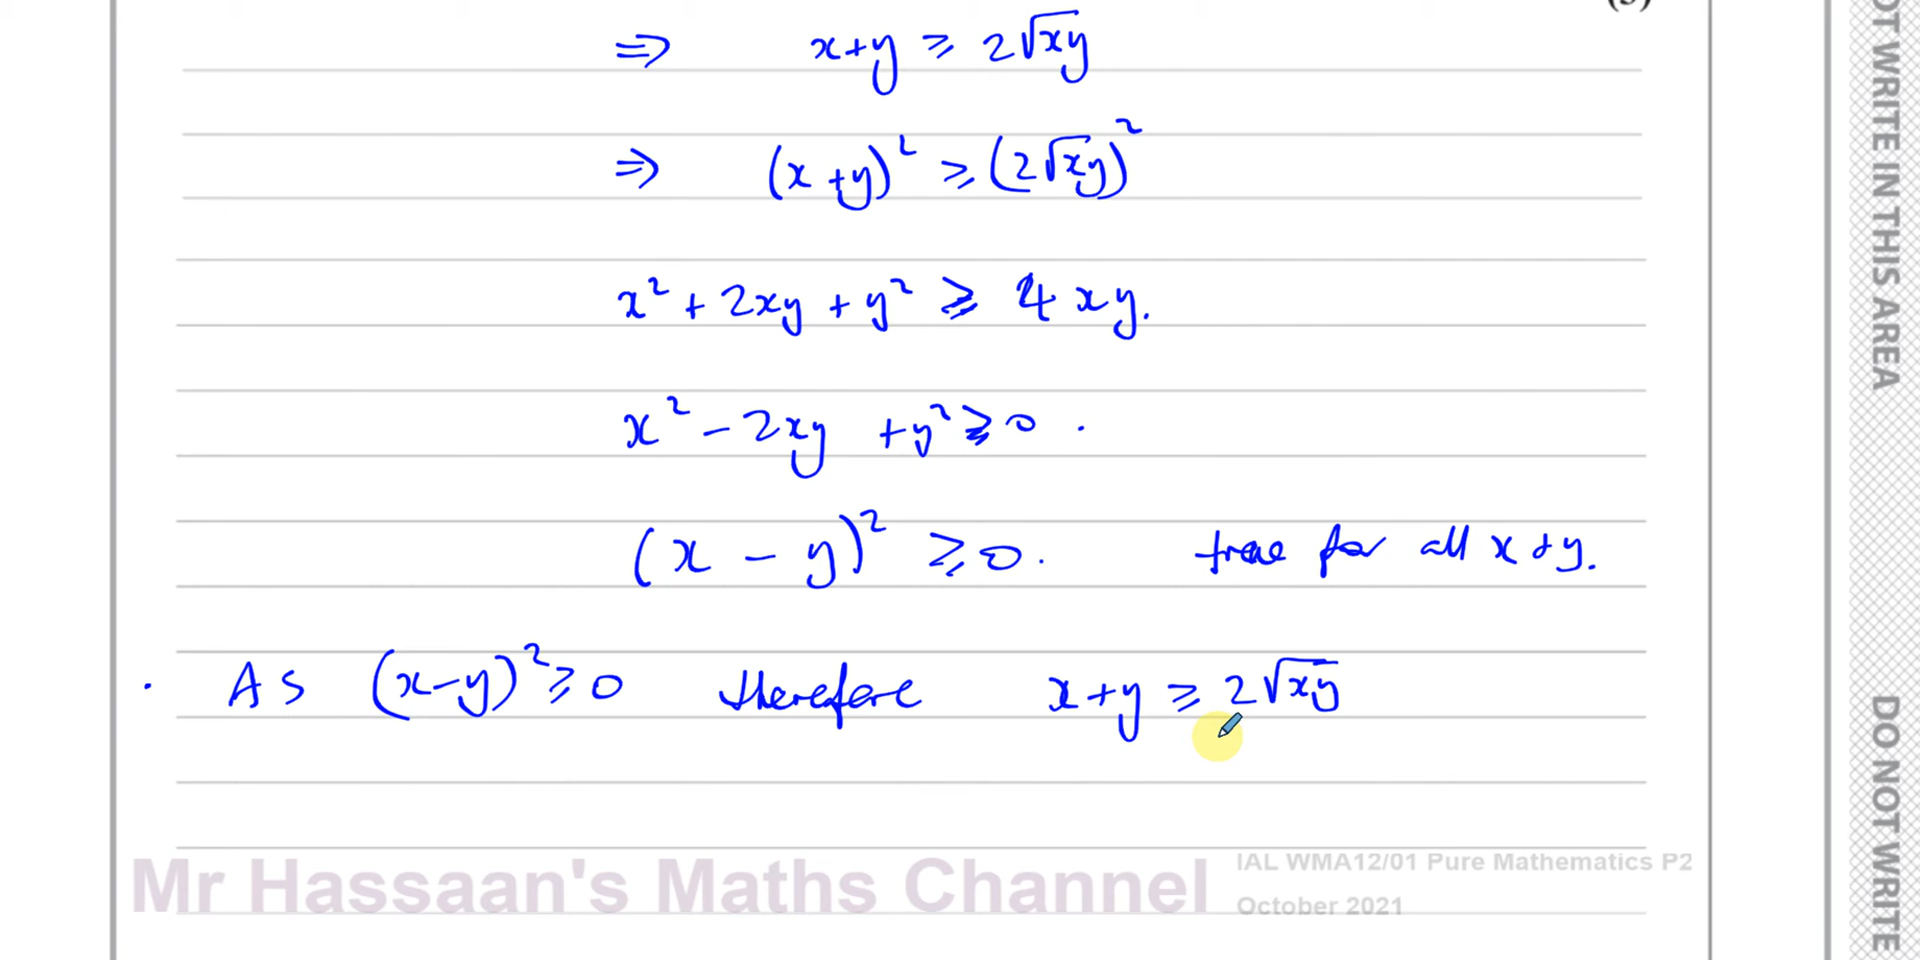 (3)
⇒ x+y ≥ 2√xy
⇒ (x+y)² ≥ (2√xy)²
x² + 2xy + y² ≥ 4xy.
x² - 2xy + y² ≥ 0.
(x - y)² ≥ 0. true for all x & y.
. As (x-y)² ≥ 0 therefore x+y ≥ 2√xy
Mr Hassaan's Maths Channel
IAL WMA12/01 Pure Mathematics P2
October 2021
OT WRITE IN THIS AREA
DO NOT WRITE